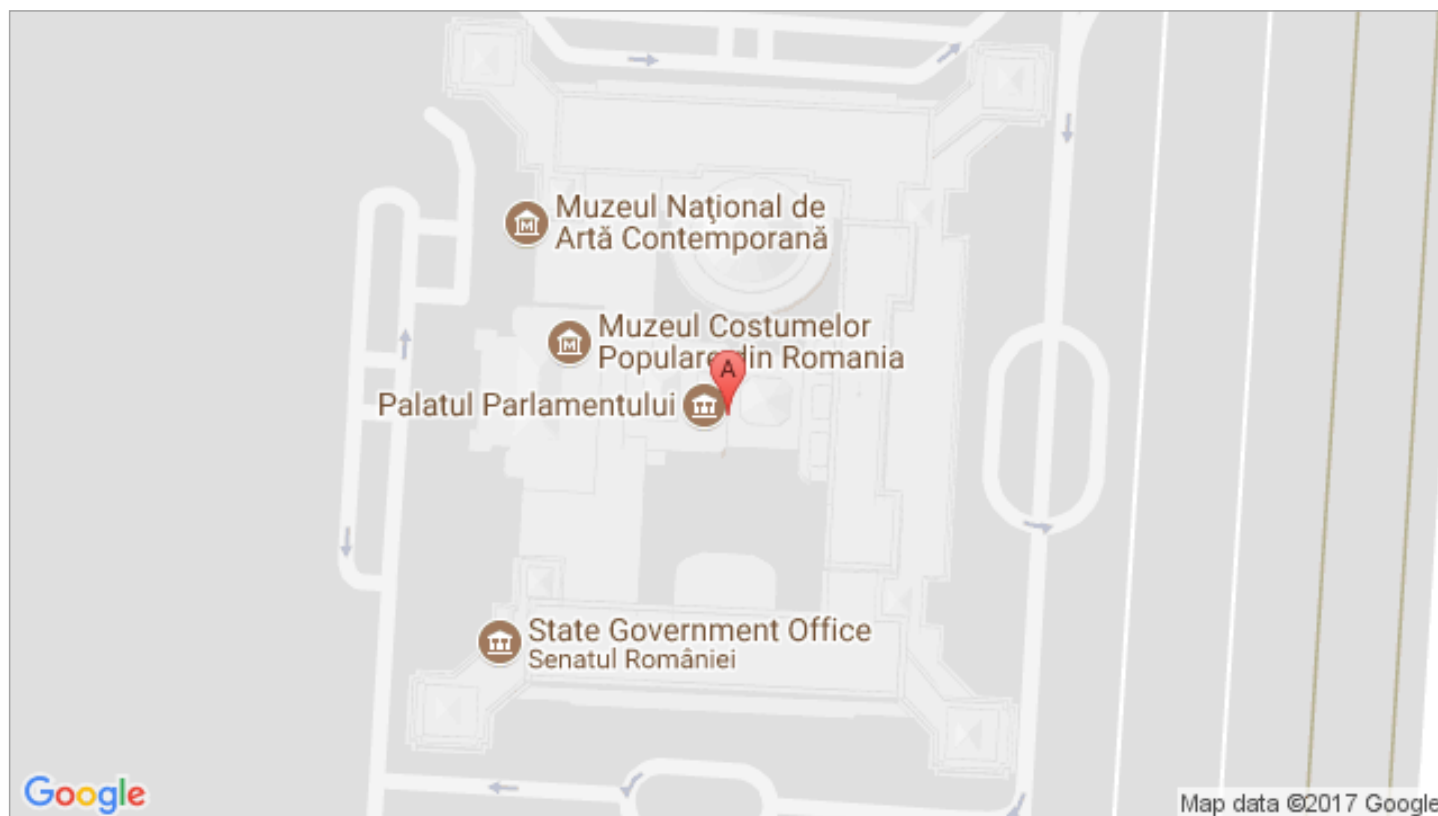 Muzeul Naţional de
Artă Contemporană
Muzeul Costumelor
Populare din Romania
A
Palatul Parlamentului
State Government Office
Senatul României
Google
Map data ©2017 Google